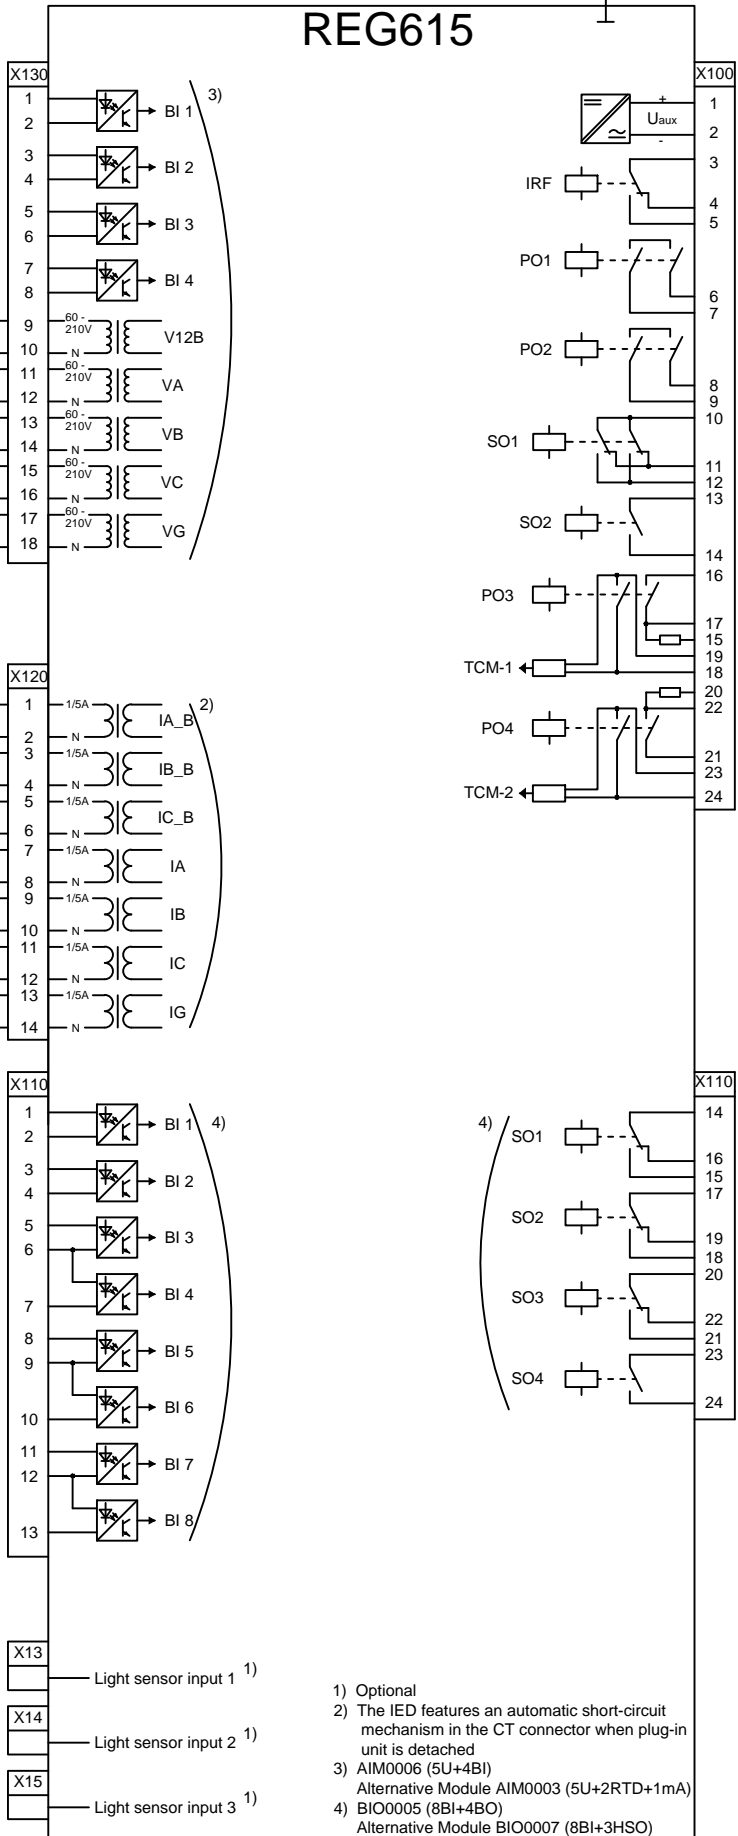 REG615
X130
1
2
BI 1
3)
3
4
BI 2
5
6
BI 3
7
8
BI 4
9
60 -
210V
V12B
10
N
11
60 -
210V
VA
12
N
13
60 -
210V
VB
14
N
15
60 -
210V
VC
16
N
17
60 -
210V
VG
18
N
X120
1
1/5A
IA_B
2)
2
N
3
1/5A
IB_B
4
N
5
1/5A
IC_B
6
N
7
1/5A
IA
8
N
9
1/5A
IB
10
N
11
1/5A
IC
12
N
13
1/5A
IG
14
N
X110
1
2
BI 1
4)
3
4
BI 2
5
6
BI 3
BI 4
7
8
9
BI 5
BI 6
10
11
12
BI 7
BI 8
13
X13
Light sensor input 1 1)
X14
Light sensor input 2 1)
X15
Light sensor input 3 1)
X100
+
Uaux
-
1
2
IRF
3
4
5
PO1
6
7
PO2
8
9
SO1
10
11
12
SO2
13
14
PO3
16
17
15
19
TCM-1
18
20
22
PO4
21
23
TCM-2
24
X110
4)
SO1
14
16
15
SO2
17
19
18
SO3
20
22
21
SO4
23
24
1) Optional
2) The IED features an automatic short-circuit
mechanism in the CT connector when plug-in
unit is detached
3) AIM0006 (5U+4BI)
Alternative Module AIM0003 (5U+2RTD+1mA)
4) BIO0005 (8BI+4BO)
Alternative Module BIO0007 (8BI+3HSO)